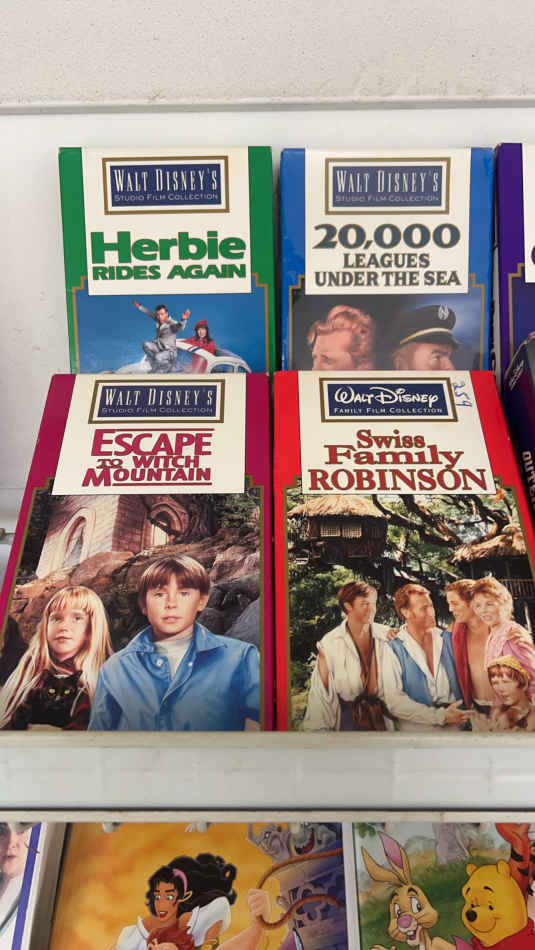 WALT DISNEY'S
STUDIO FILM COLLECTION
Herbie
RIDES AGAIN
WALT DISNEY'S
STUDIO FILM COLLECTION
20,000
LEAGUES
UNDER THE SEA
WALT DISNEY'S
STUDIO FILM COLLECTION
ESCAPE
TO WITCH
MOUNTAIN
WALT DISNEY
FAMILY FILM COLLECTION
259
Swiss
Family
ROBINSON